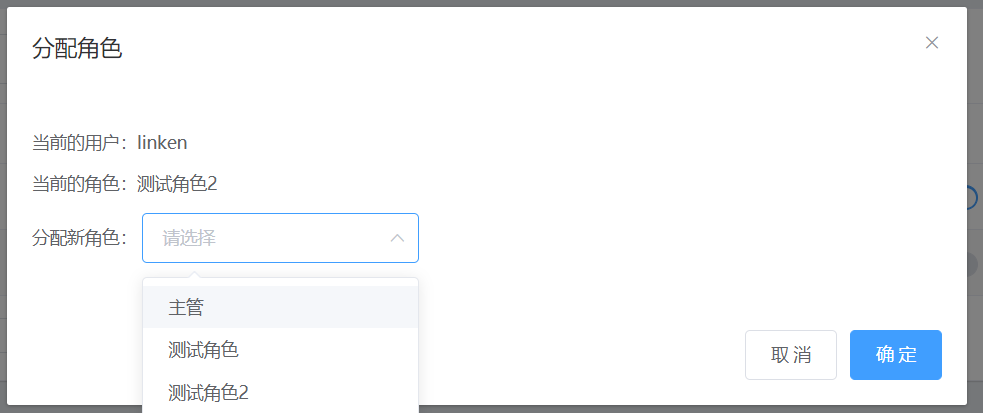 分配角色
当前的用户：linken
当前的角色：测试角色2
分配新角色：
请选择
主管
测试角色
测试角色2
取消
确定